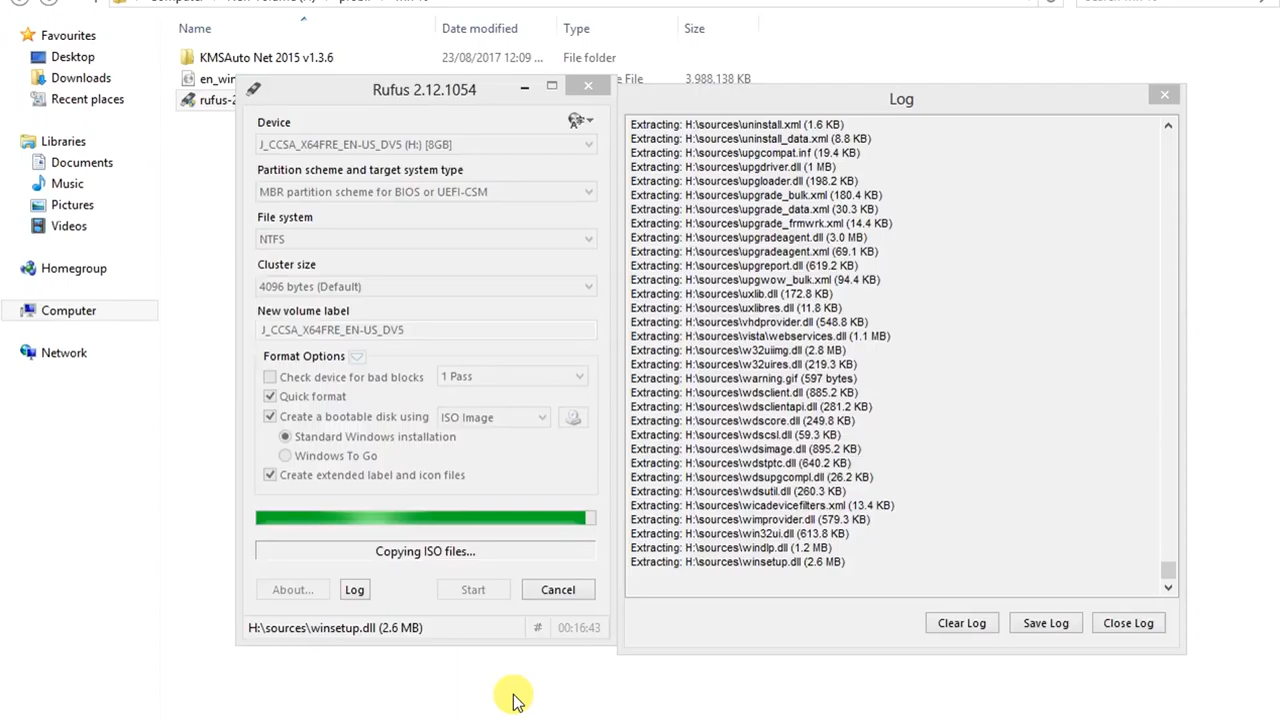 Name
Date modified
Type
Size
Favourites
Desktop
Downloads
Recent places
Libraries
Documents
Music
Pictures
Videos
Homegroup
Computer
Network
KMSAuto Net 2015 v1.3.6
23/08/2017 12:09 ...
File folder
en_win
e File
3,988,138 KB
rufus-2
Rufus 2.12.1054
Device
J_CCSA_X64FRE_EN-US_DV5 (H:) [8GB]
Partition scheme and target system type
MBR partition scheme for BIOS or UEFI-CSM
File system
NTFS
Cluster size
4096 bytes (Default)
New volume label
J_CCSA_X64FRE_EN-US_DV5
Format Options
Check device for bad blocks
1 Pass
Quick format
Create a bootable disk using
ISO Image
Standard Windows installation
Windows To Go
Create extended label and icon files
Copying ISO files...
About...
Log
Start
Cancel
H:\sources\winsetup.dll (2.6 MB)
#
00:16:43
Log
Extracting: H:\sources\uninstall.xml (1.6 KB)
Extracting: H:\sources\uninstall_data.xml (8.8 KB)
Extracting: H:\sources\upgcompat.inf (19.4 KB)
Extracting: H:\sources\upgdriver.dll (1 MB)
Extracting: H:\sources\upgloader.dll (198.2 KB)
Extracting: H:\sources\upgrade_bulk.xml (180.4 KB)
Extracting: H:\sources\upgrade_data.xml (30.3 KB)
Extracting: H:\sources\upgrade_frmwrk.xml (14.4 KB)
Extracting: H:\sources\upgradeagent.dll (3.0 MB)
Extracting: H:\sources\upgradeagent.xml (69.1 KB)
Extracting: H:\sources\upgreport.dll (619.2 KB)
Extracting: H:\sources\upgwow_bulk.xml (94.4 KB)
Extracting: H:\sources\uxlib.dll (172.8 KB)
Extracting: H:\sources\uxlibres.dll (11.8 KB)
Extracting: H:\sources\vhdprovider.dll (548.8 KB)
Extracting: H:\sources\vista\webservices.dll (1.1 MB)
Extracting: H:\sources\w32uiimg.dll (2.8 MB)
Extracting: H:\sources\w32uires.dll (219.3 KB)
Extracting: H:\sources\warning.gif (597 bytes)
Extracting: H:\sources\wdsclient.dll (885.2 KB)
Extracting: H:\sources\wdsclientapi.dll (281.2 KB)
Extracting: H:\sources\wdscore.dll (249.8 KB)
Extracting: H:\sources\wdscsl.dll (59.3 KB)
Extracting: H:\sources\wdsimage.dll (895.2 KB)
Extracting: H:\sources\wdstptc.dll (640.2 KB)
Extracting: H:\sources\wdsupgcompl.dll (26.2 KB)
Extracting: H:\sources\wdsutil.dll (260.3 KB)
Extracting: H:\sources\wicadevicefilters.xml (13.4 KB)
Extracting: H:\sources\wimprovider.dll (579.3 KB)
Extracting: H:\sources\win32ui.dll (613.8 KB)
Extracting: H:\sources\windlp.dll (1.2 MB)
Extracting: H:\sources\winsetup.dll (2.6 MB)
Clear Log
Save Log
Close Log